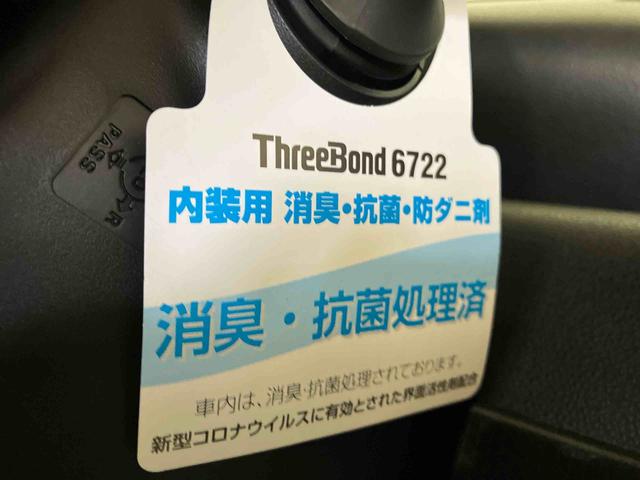 ThreeBond 6722
内装用 消臭・抗菌・防ダニ剤
消臭・抗菌処理済
車内は、消臭・抗菌処理されております。
新型コロナウイルスに有効とされた界面活性剤配合
PASS